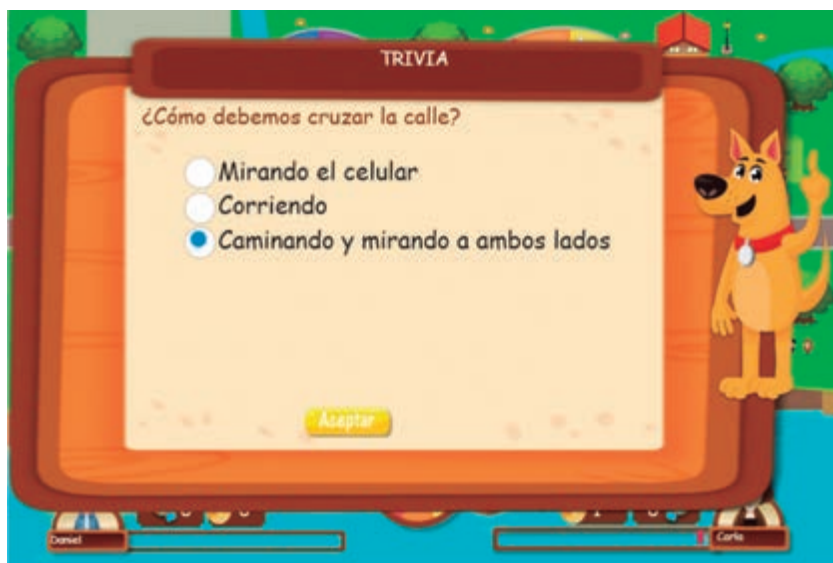 TRIVIA
¿Cómo debemos cruzar la calle?
Mirando el celular
Corriendo
Caminando y mirando a ambos lados
Aceptar
Daniel
Carla